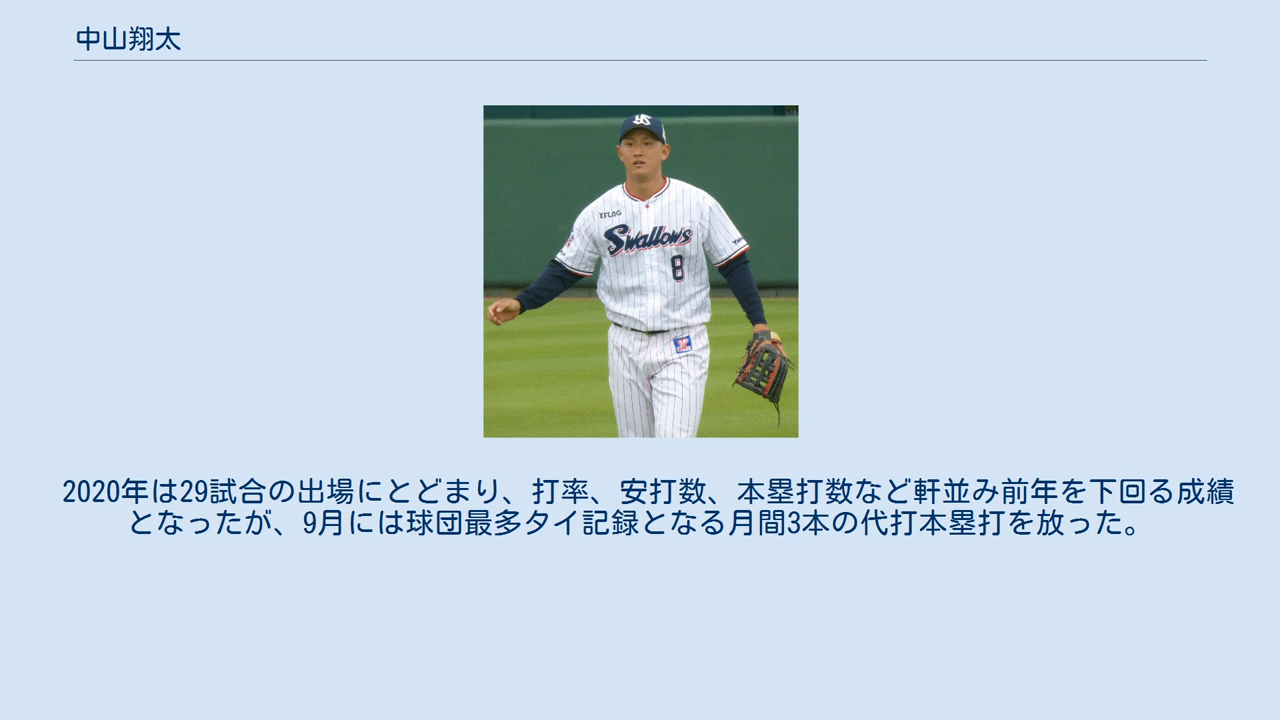 中山翔太
XFLAG
Swallows
8
2020年は29試合の出場にとどまり、打率、安打数、本塁打数など軒並み前年を下回る成績
となったが、9月には球団最多タイ記録となる月間3本の代打本塁打を放った。